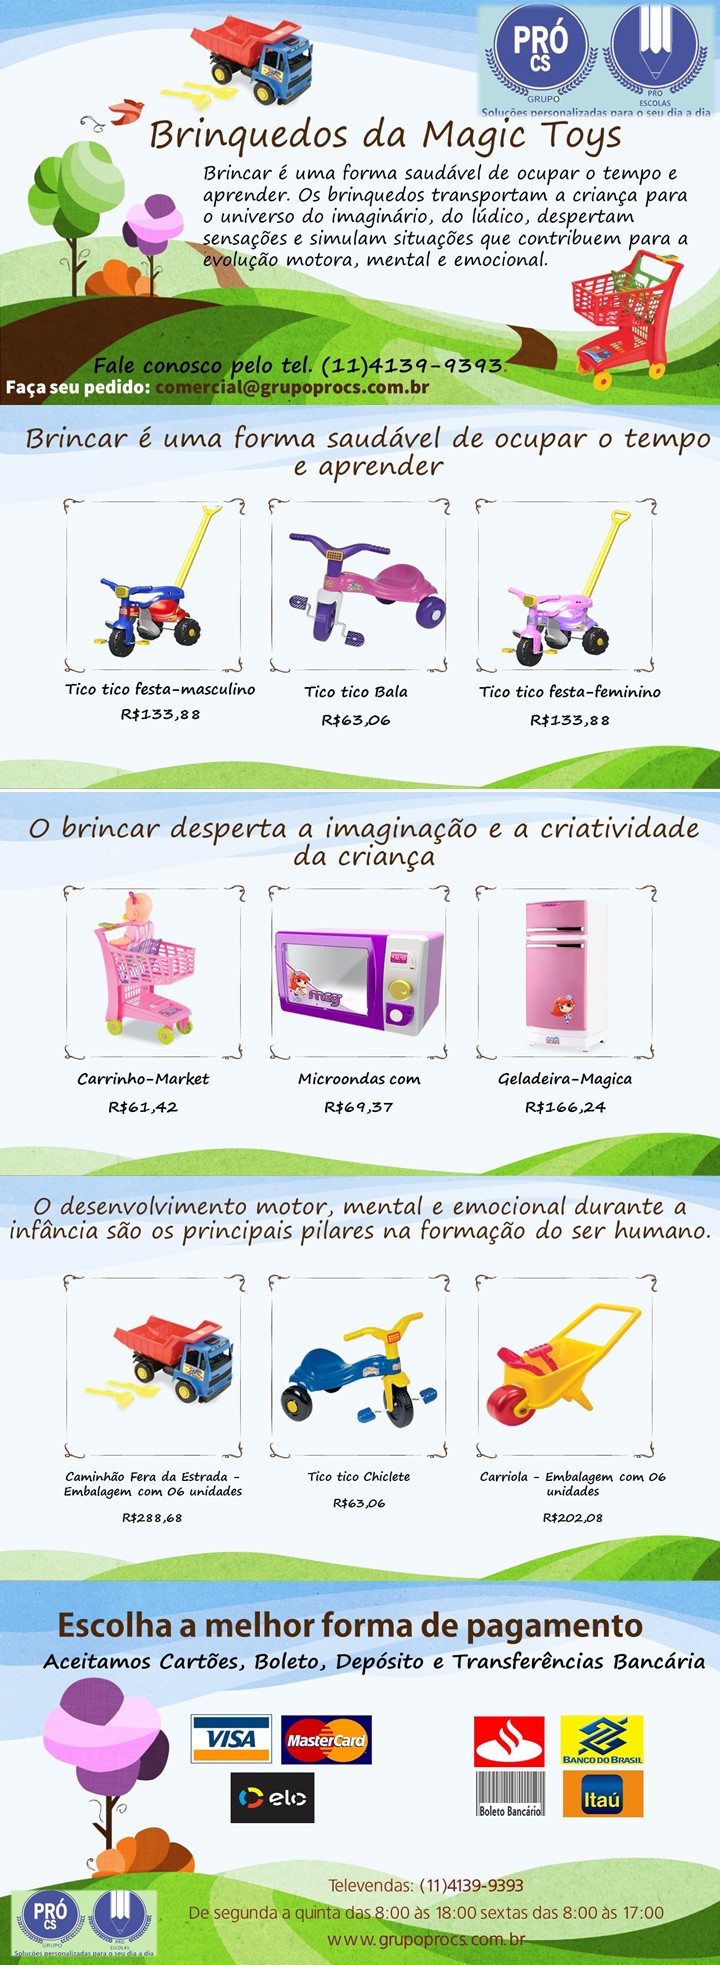 PRÓ
CS
GRUPO
PRO
ESCOLAS
Soluções personalizadas para o seu dia a dia
Brinquedos da Magic Toys
Brincar é uma forma saudável de ocupar o tempo e
aprender. Os brinquedos transportam a criança para
o universo do imaginário, do lúdico, despertam
sensações e simulam situações que contribuem para a
evolução motora, mental e emocional.
Fale conosco pelo tel. (11)4139-9393.
Faça seu pedido: comercial@grupoprocs.com.br
Brincar é uma forma saudável de ocupar o tempo
e aprender
Tico tico festa-masculino
R$133,88
Tico tico Bala
R$63,06
Tico tico festa-feminino
R$133,88
O brincar desperta a imaginação e a criatividade
da criança
meg
Carrinho-Market
R$61,42
Microondas com
R$69,37
Geladeira-Magica
R$166,24
O desenvolvimento motor, mental e emocional durante a
infância são os principais pilares na formação do ser humano.
Caminhão Fera da Estrada -
Embalagem com 06 unidades
R$288,68
Tico tico Chiclete
R$63,06
Carriola - Embalagem com 06
unidades
R$202,08
Escolha a melhor forma de pagamento
Aceitamos Cartões, Boleto, Depósito e Transferências Bancária
VISA
MasterCard
elo
BANCO DO BRASIL
Boleto Bancário
Itaú
Televendas: (11)4139-9393
De segunda a quinta das 8:00 às 18:00 sextas das 8:00 às 17:00
www.grupoprocs.com.br
PRÓ
CS
GRUPO
PRO
ESCOLAS
Soluções personalizadas para o seu dia a dia